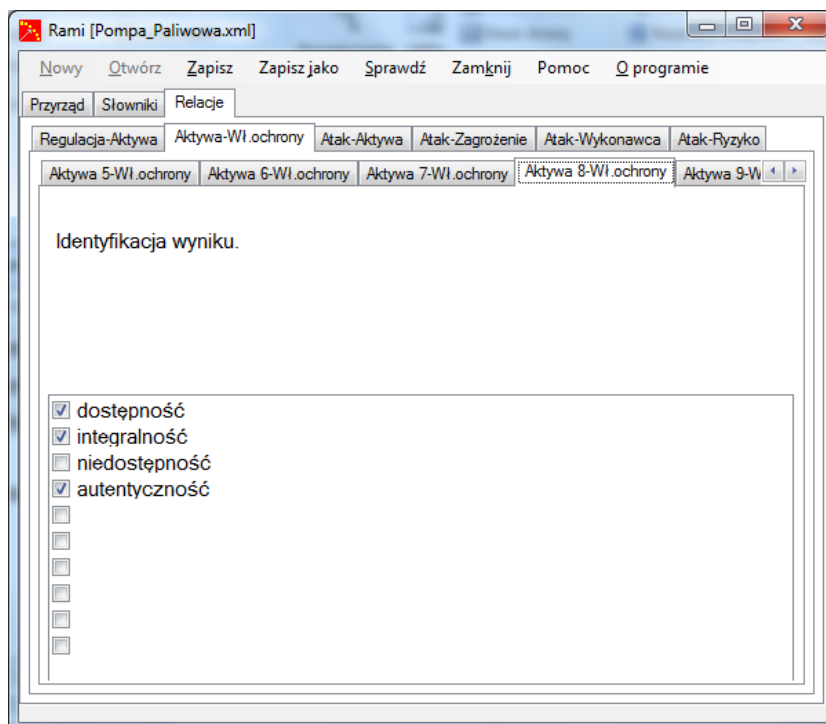 Rami [Pompa_Paliwowa.xml]
Nowy Otwórz Zapisz Zapisz jako Sprawdź Zamknij Pomoc O programie
Przyrząd Słowniki Relacje
Regulacja-Aktywa Aktywa-Wł.ochrony Atak-Aktywa Atak-Zagrożenie Atak-Wykonawca Atak-Ryzyko
Aktywa 5-Wł.ochrony Aktywa 6-Wł.ochrony Aktywa 7-Wł.ochrony Aktywa 8-Wł.ochrony Aktywa 9-W
Identyfikacja wyniku.
dostępność
integralność
niedostępność
autentyczność